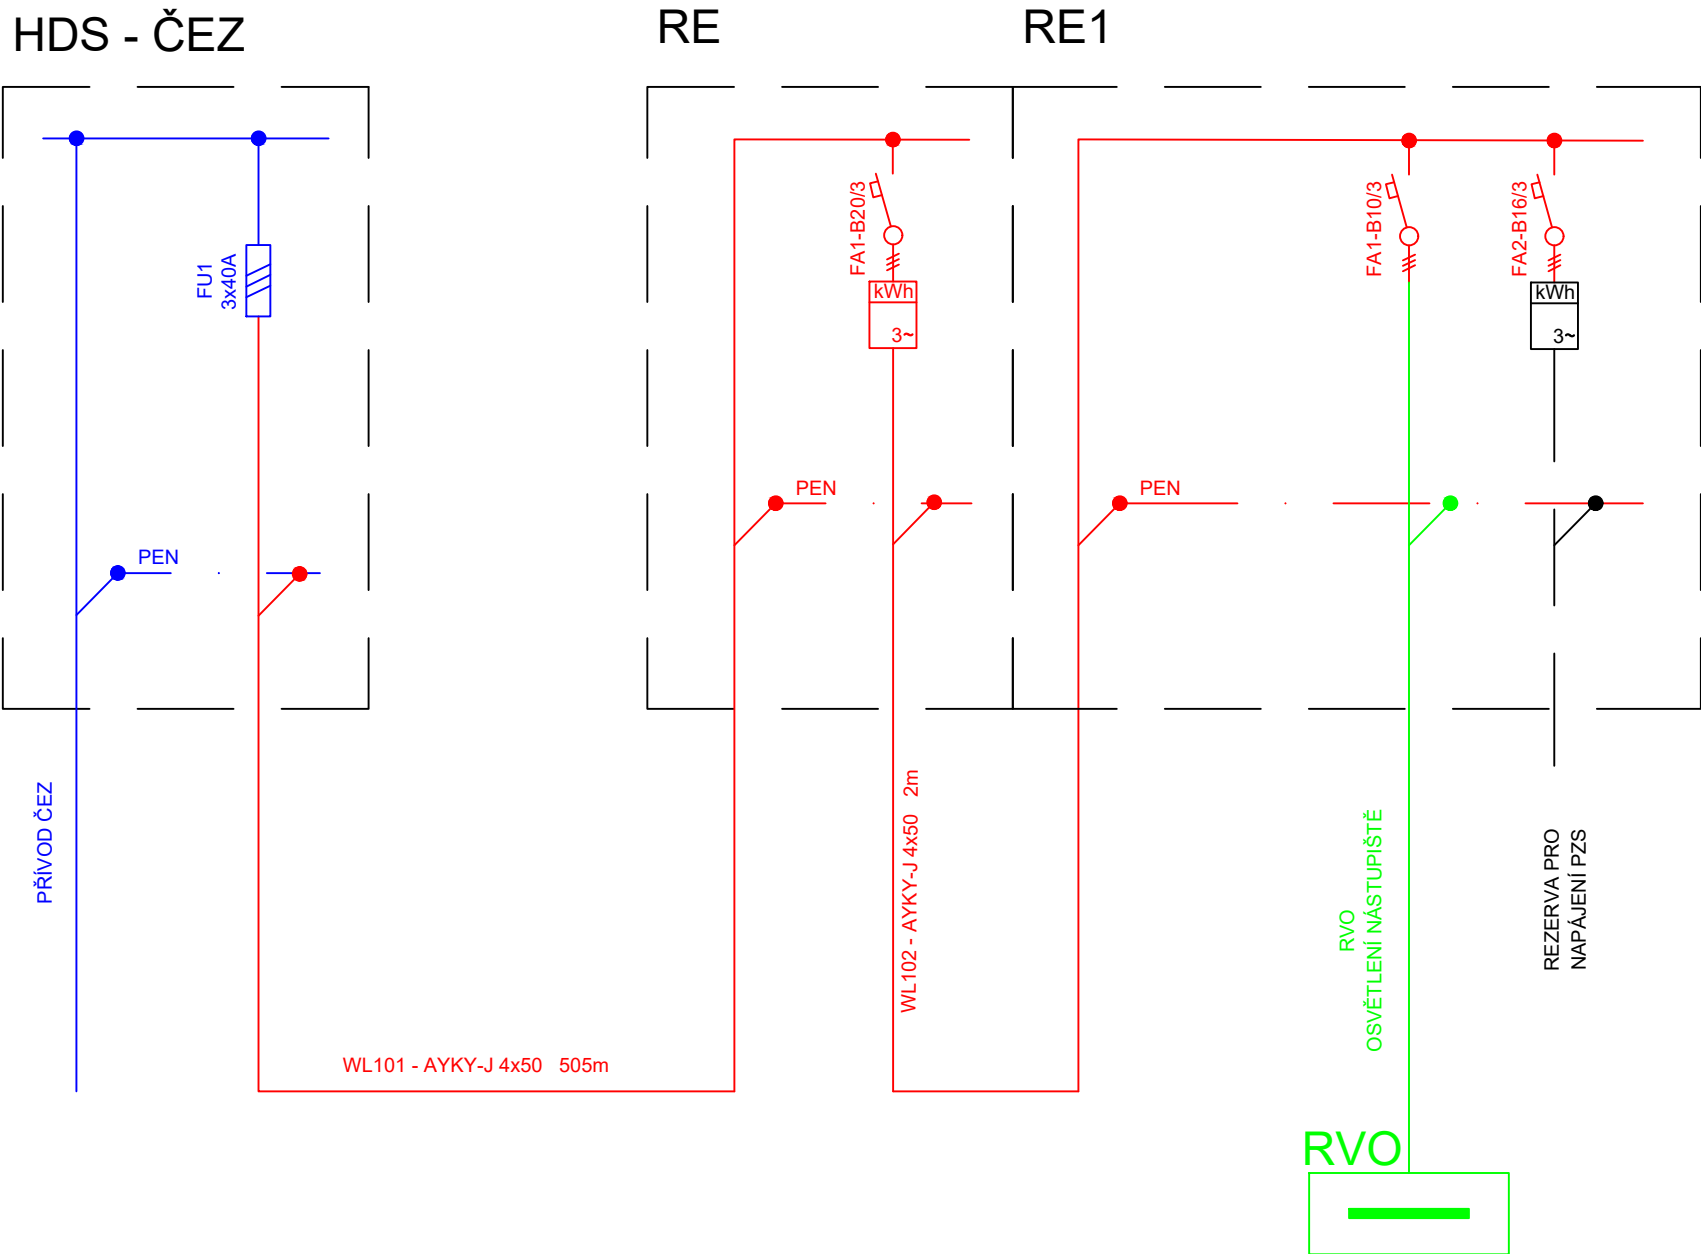 HDS - ČEZ
RE
RE1
FU1
3x40A
FA1-B20/3
kWh
3~
FA1-B10/3
FA2-B16/3
kWh
3~
PEN
PEN
PEN
PŘÍVOD ČEZ
WL101 - AYKY-J 4x50 505m
WL102 - AYKY-J 4x50 2m
RVO
OSVĚTLENÍ NÁSTUPIŠTĚ
REZERVA PRO
NAPÁJENÍ PZS
RVO